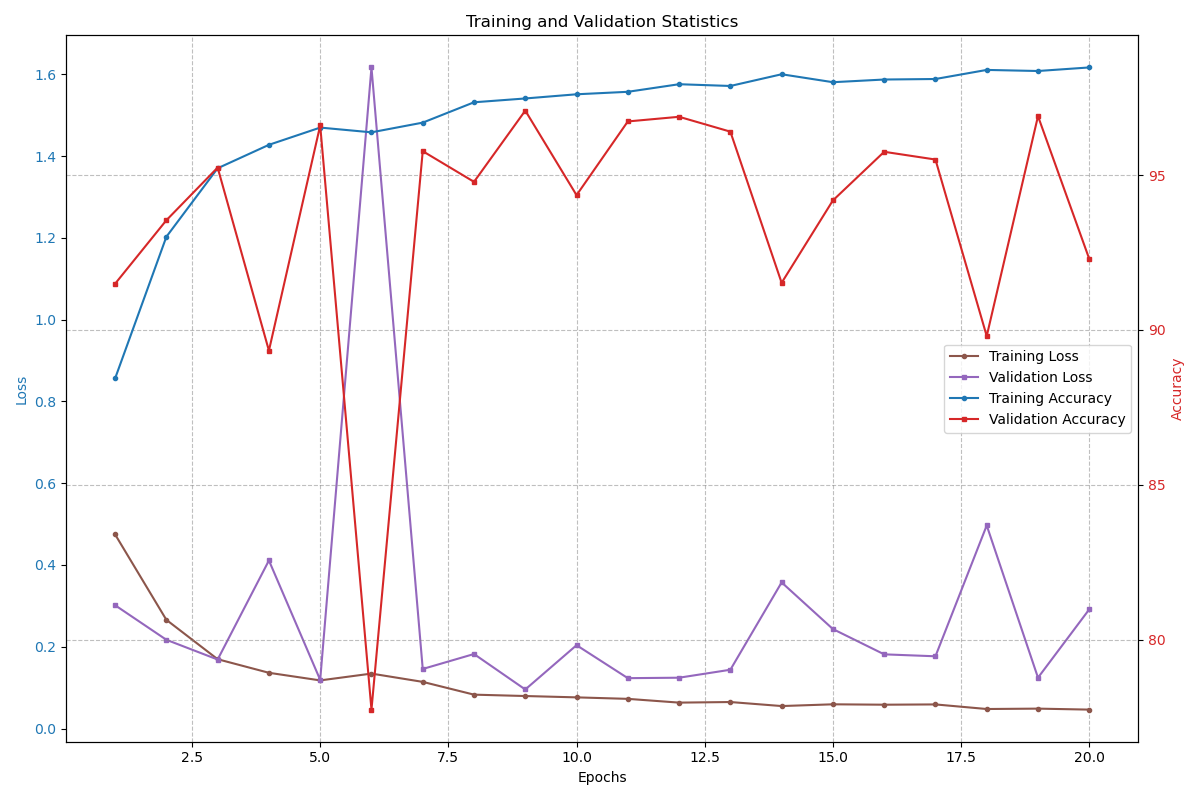 Training and Validation Statistics
1.6
1.4
1.2
1.0
0.8
0.6
0.4
0.2
0.0
Loss
95
90
85
80
Accuracy
Training Loss
Validation Loss
Training Accuracy
Validation Accuracy
2.5 5.0 7.5 10.0 12.5 15.0 17.5 20.0
Epochs